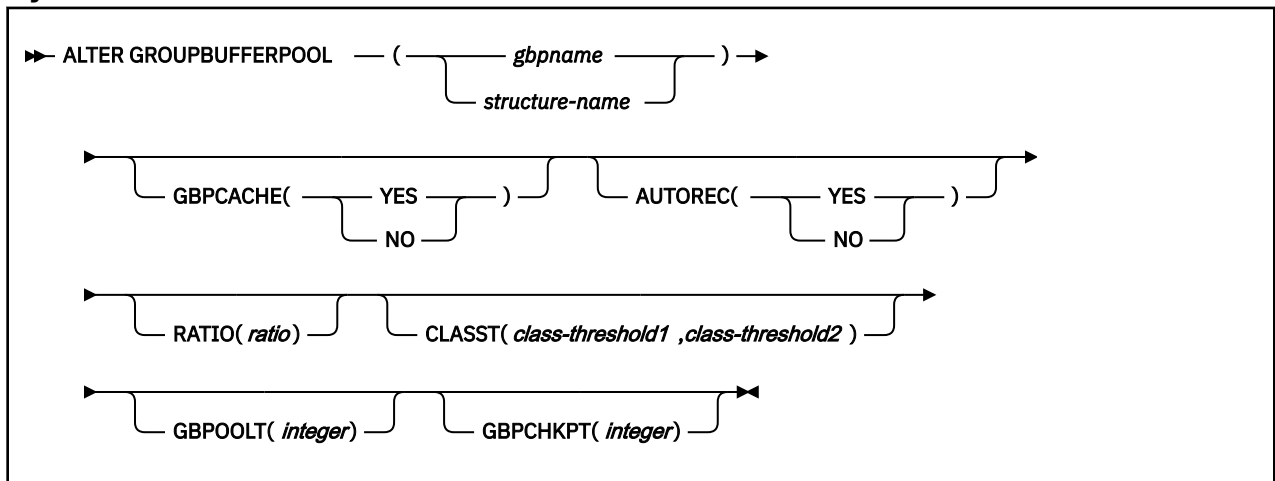 ALTER GROUPBUFFERPOOL ( gbpname ) 
structure-name
GBPCACHE( YES ) AUTOREC( YES )
NO NO
RATIO( ratio) CLASST( class-threshold1 ,class-threshold2 )
GBPOOLT( integer) GBPCHKPT( integer)